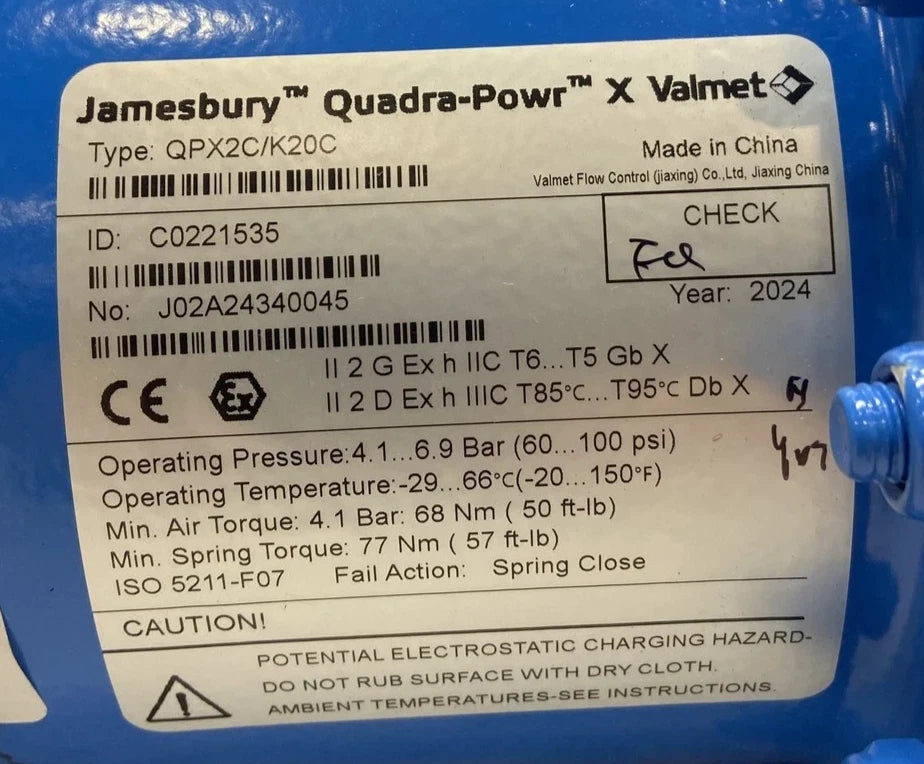 Jamesbury™ Quadra-Powr™ X Valmet
Type: QPX2C/K20C
Made in China
Valmet Flow Control (jiaxing) Co.,Ltd, Jiaxing China
ID: C0221535
CHECK
No: J02A24340045
Year: 2024
CE Ex
II 2 G Ex h IIC T6...T5 Gb X
II 2 D Ex h IIIC T85°C...T95°C Db X
Operating Pressure:4.1...6.9 Bar (60...100 psi)
Operating Temperature:-29...66°C(-20...150°F)
Min. Air Torque: 4.1 Bar: 68 Nm ( 50 ft-lb)
Min. Spring Torque: 77 Nm ( 57 ft-lb)
ISO 5211-F07 Fail Action: Spring Close
CAUTION!
POTENTIAL ELECTROSTATIC CHARGING HAZARD-
DO NOT RUB SURFACE WITH DRY CLOTH.
AMBIENT TEMPERATURES-SEE INSTRUCTIONS.